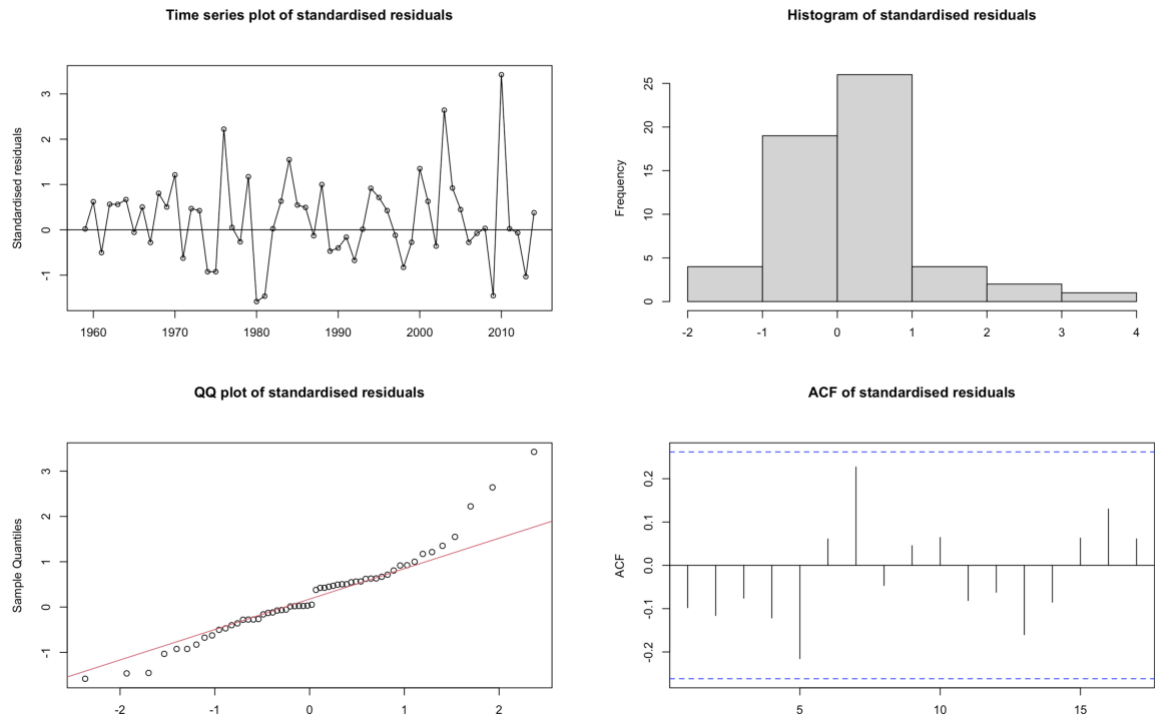 Time series plot of standardised residuals
Standardised residuals
3
2
1
0
-1
1960 1970 1980 1990 2000 2010
Histogram of standardised residuals
Frequency
25
20
15
10
5
0
-2 -1 0 1 2 3 4
QQ plot of standardised residuals
Sample Quantiles
3
2
1
0
-1
-2 -1 0 1 2
ACF of standardised residuals
ACF
0.2
0.1
0.0
-0.1
-0.2
5 10 15